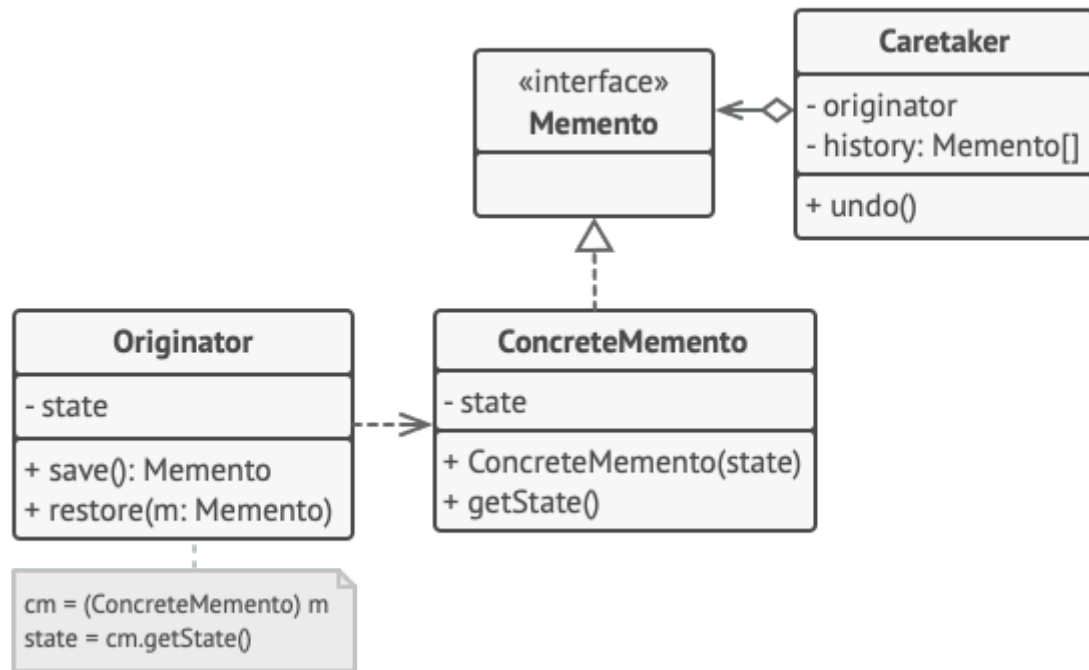 «interface»
Memento
Caretaker
- originator
- history: Memento[]
+ undo()
Originator
- state
+ save(): Memento
+ restore(m: Memento)
ConcreteMemento
- state
+ ConcreteMemento(state)
+ getState()
cm = (ConcreteMemento) m
state = cm.getState()